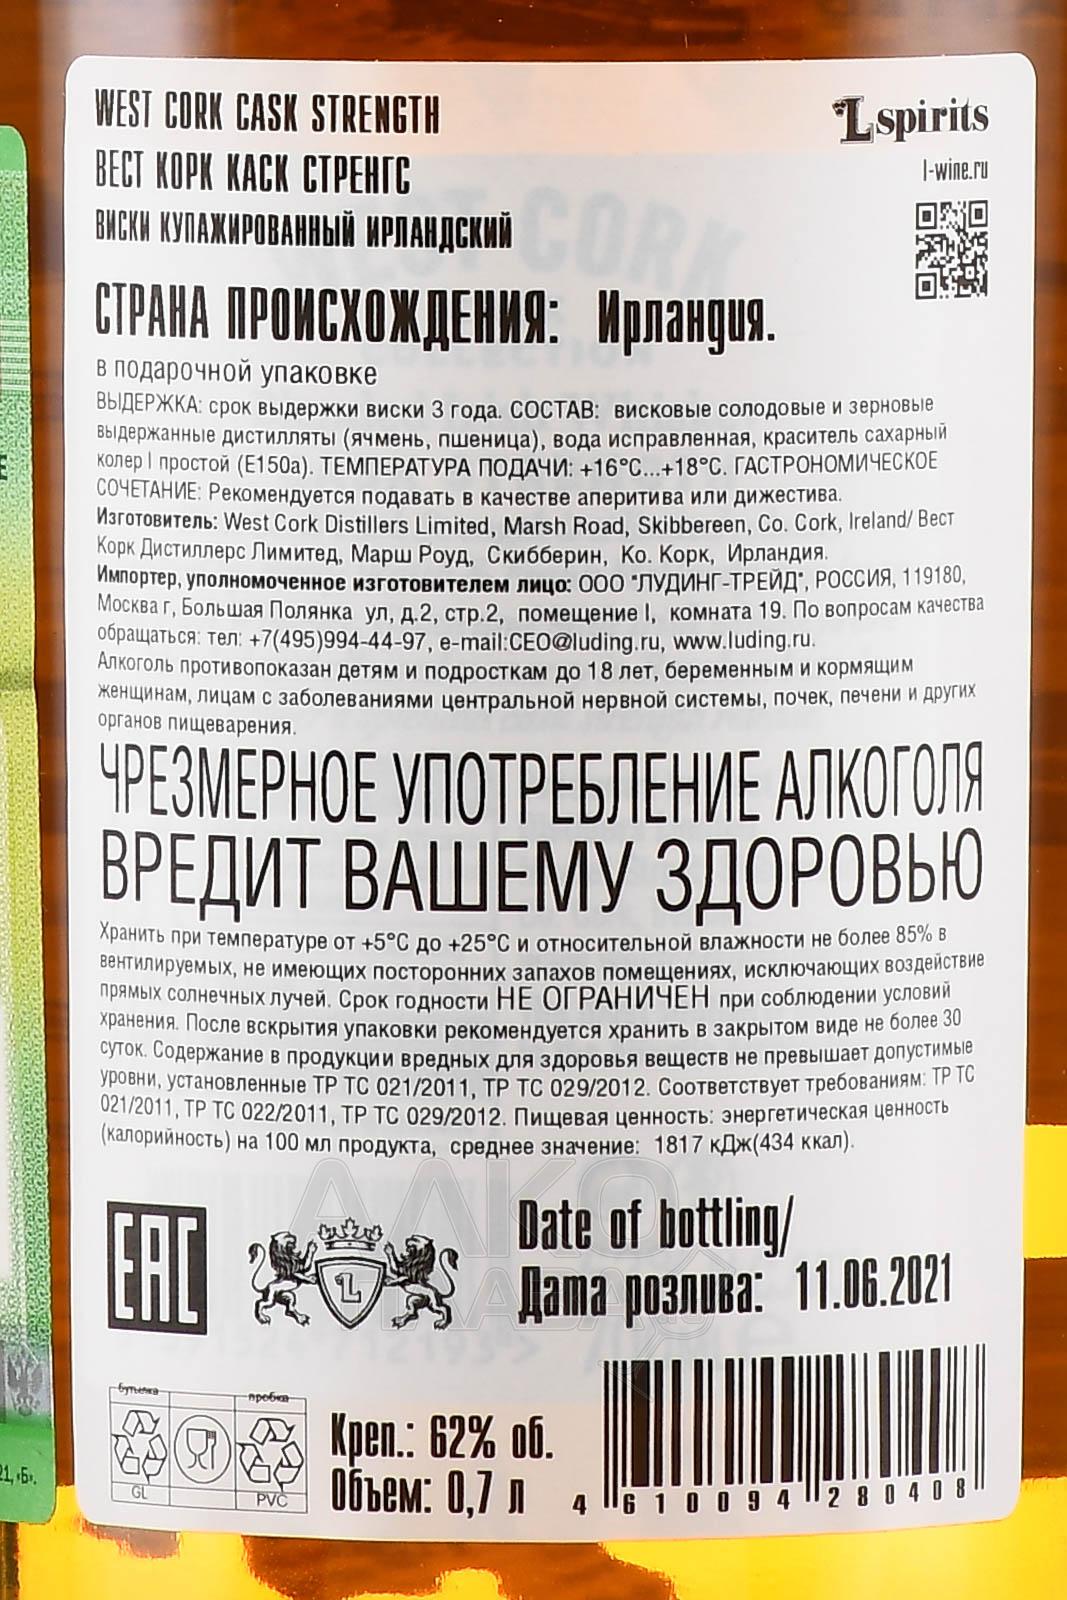 WEST CORK CASK STRENGTH
Lspirits
ВЕСТ КОРК КАСК СТРЕНГС
l-wine.ru
ВИСКИ КУПАЖИРОВАННЫЙ ИРЛАНДСКИЙ
СТРАНА ПРОИСХОЖДЕНИЯ: Ирландия.
в подарочной упаковке
ВЫДЕРЖКА: срок выдержки виски 3 года. СОСТАВ: висковые солодовые и зерновые
выдержанные дистилляты (ячмень, пшеница), вода исправленная, краситель сахарный
колер I простой (Е150а). ТЕМПЕРАТУРА ПОДАЧИ: +16°С...+18°С. ГАСТРОНОМИЧЕСКОЕ
СОЧЕТАНИЕ: Рекомендуется подавать в качестве аперитива или дижестива.
Изготовитель: West Cork Distillers Limited, Marsh Road, Skibbereen, Co. Cork, Ireland/ Вест
Корк Дистиллерс Лимитед, Марш Роуд, Скибберин, Ко. Корк, Ирландия.
Импортер, уполномоченное изготовителем лицо: ООО "ЛУДИНГ-ТРЕЙД", РОССИЯ, 119180,
Москва г, Большая Полянка ул, д.2, стр.2, помещение I, комната 19. По вопросам качества
обращаться: тел: +7(495)994-44-97, e-mail:CEO@luding.ru, www.luding.ru.
Алкоголь противопоказан детям и подросткам до 18 лет, беременным и кормящим
женщинам, лицам с заболеваниями центральной нервной системы, почек, печени и других
органов пищеварения.
ЧРЕЗМЕРНОЕ УПОТРЕБЛЕНИЕ АЛКОГОЛЯ
ВРЕДИТ ВАШЕМУ ЗДОРОВЬЮ
Хранить при температуре от +5°С до +25°С и относительной влажности не более 85% в
вентилируемых, не имеющих посторонних запахов помещениях, исключающих воздействие
прямых солнечных лучей. Срок годности НЕ ОГРАНИЧЕН при соблюдении условий
хранения. После вскрытия упаковки рекомендуется хранить в закрытом виде не более 30
суток. Содержание в продукции вредных для здоровья веществ не превышает допустимые
уровни, установленные ТР ТС 021/2011, ТР ТС 029/2012. Соответствует требованиям: ТР ТС
021/2011, ТР ТС 022/2011, ТР ТС 029/2012. Пищевая ценность: энергетическая ценность
(калорийность) на 100 мл продукта, среднее значение: 1817 кДж(434 ккал).
EAC
L
Date of bottling/
Дата розлива: 11.06.2021
бутылка пробка
GL PVC
Креп.: 62% об.
Объем: 0,7 л
4 610094 280408
21, «Б».